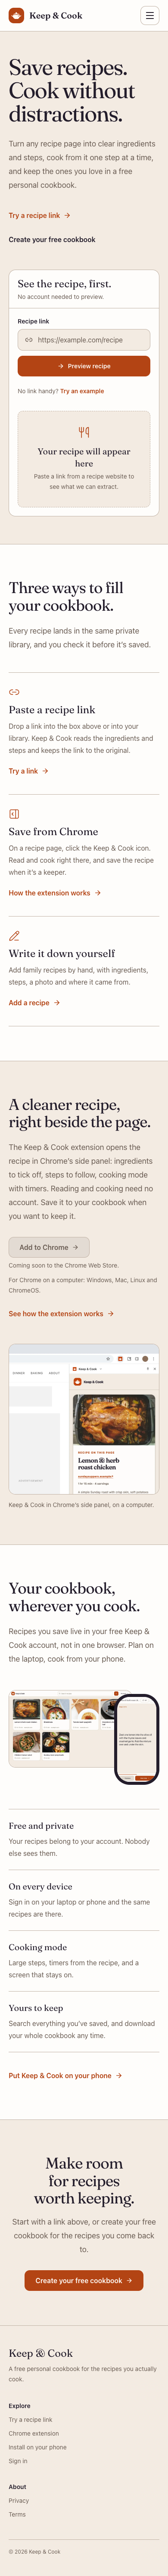 Keep & Cook
Save recipes.
Cook without
distractions.
Turn any recipe page into clear ingredients
and steps, cook from it one step at a time,
and keep the ones you love in a free
personal cookbook.
Try a recipe link
Create your free cookbook
See the recipe, first.
No account needed to preview.
Recipe link
https://example.com/recipe
Preview recipe
No link handy? Try an example
Your recipe will appear
here
Paste a link from a recipe website to
see what we can extract.
Three ways to fill
your cookbook.
Every recipe lands in the same private
library, and you check it before it's saved.
Paste a recipe link
Drop a link into the box above or into your
library. Keep & Cook reads the ingredients and
steps and keeps the link to the original.
Try a link
Save from Chrome
On a recipe page, click the Keep & Cook icon.
Read and cook right there, and save the recipe
when it's a keeper.
How the extension works
Write it down yourself
Add family recipes by hand, with ingredients,
steps, a photo and where it came from.
Add a recipe
A cleaner recipe,
right beside the page.
The Keep & Cook extension opens the
recipe in Chrome's side panel: ingredients
to tick off, steps to follow, cooking mode
with timers. Reading and cooking need no
account. Save it to your cookbook when
you want to keep it.
Add to Chrome
Coming soon to the Chrome Web Store.
For Chrome on a computer: Windows, Mac, Linux and
ChromeOS.
See how the extension works
Keep & Cook
Keep & Cook
DINNER BAKING ABOUT
RECIPE ON THIS PAGE
Lemon & herb
roast chicken
Keep & Cook in Chrome's side panel, on a computer.
Your cookbook,
wherever you cook.
Recipes you save live in your free Keep &
Cook account, not in one browser. Plan on
the laptop, cook from your phone.
Free and private
Your recipes belong to your account. Nobody
else sees them.
On every device
Sign in on your laptop or phone and the same
recipes are there.
Cooking mode
Large steps, timers from the recipe, and a
screen that stays on.
Yours to keep
Search everything you've saved, and download
your whole cookbook any time.
Put Keep & Cook on your phone
Make room
for recipes
worth keeping.
Start with a link above, or create your free
cookbook for the recipes you come back
to.
Create your free cookbook
Keep & Cook
A free personal cookbook for the recipes you actually
cook.
Explore
Try a recipe link
Chrome extension
Install on your phone
Sign in
About
Privacy
Terms
© 2026 Keep & Cook